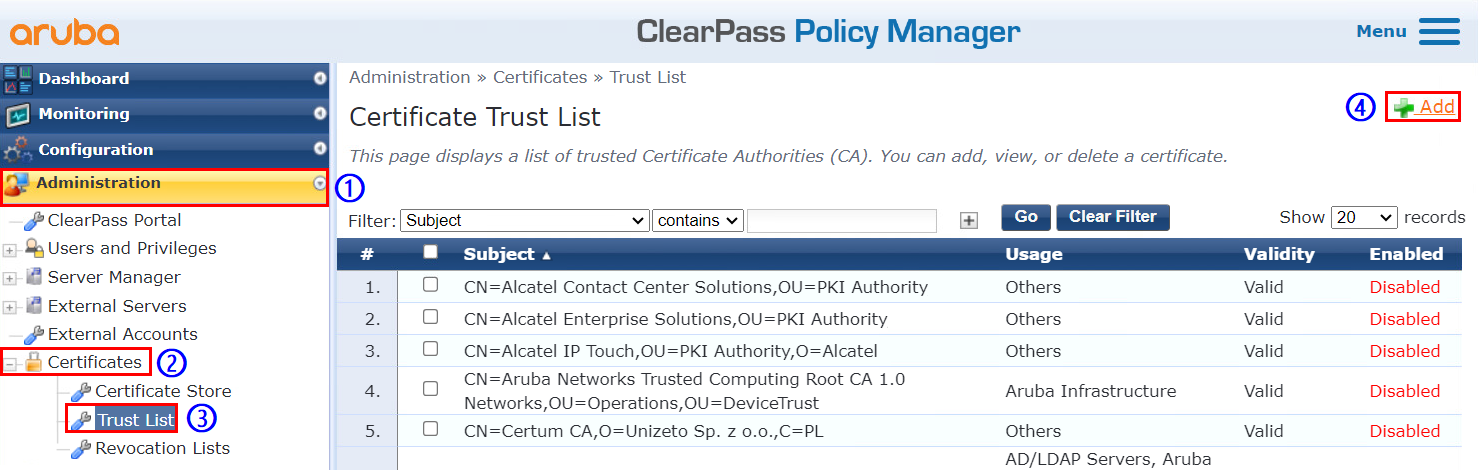 aruba
ClearPass Policy Manager
Menu
Dashboard
Monitoring
Configuration
Administration
1
ClearPass Portal
Users and Privileges
Server Manager
External Servers
External Accounts
Certificates
2
Certificate Store
Trust List
3
Revocation Lists
Administration » Certificates » Trust List
Certificate Trust List
4
Add
This page displays a list of trusted Certificate Authorities (CA). You can add, view, or delete a certificate.
Filter: Subject contains Go Clear Filter Show 20 records
# Subject ▲ Usage Validity Enabled
1. CN=Alcatel Contact Center Solutions,OU=PKI Authority Others Valid Disabled
2. CN=Alcatel Enterprise Solutions,OU=PKI Authority Others Valid Disabled
3. CN=Alcatel IP Touch,OU=PKI Authority,O=Alcatel Others Valid Disabled
4. CN=Aruba Networks Trusted Computing Root CA 1.0 Aruba Infrastructure Valid Disabled
Networks,OU=Operations,OU=DeviceTrust
5. CN=Certum CA,O=Unizeto Sp. z o.o.,C=PL Others Valid Disabled
AD/LDAP Servers, Aruba